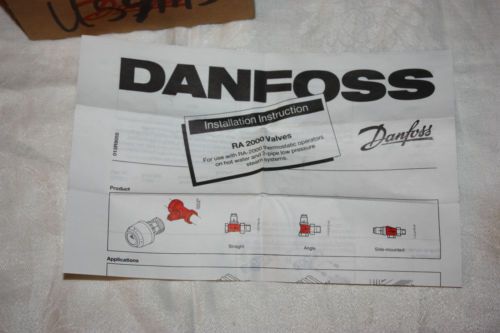 DANFOSS
Installation Instruction
RA 2000 Valves
For use with RA 2000 thermostatic operators
on hot water and 2-pipe low pressure
steam systems.
Danfoss
013R9055
Product
Straight
Angle
Side-mounted
Applications